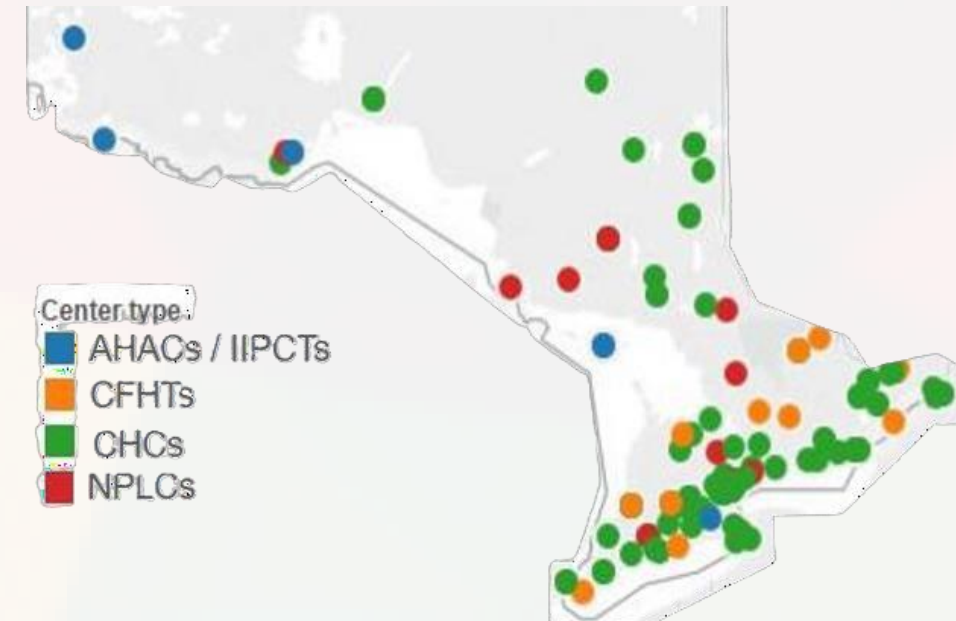 Center type
AHACs / IIPCTs
CFHTs
CHCs
NPLCs